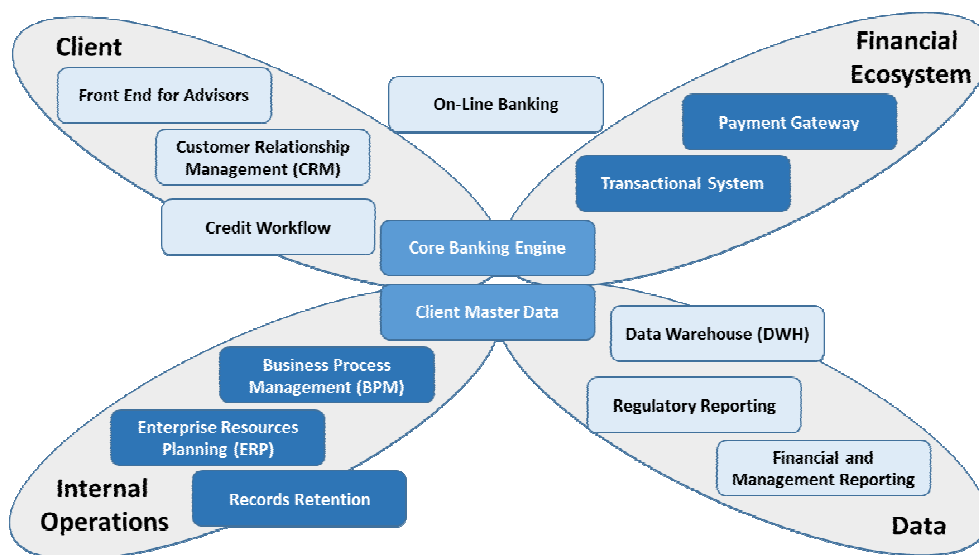 Client
Front End for Advisors
Customer Relationship
Management (CRM)
Credit Workflow
On-Line Banking
Financial
Ecosystem
Payment Gateway
Transactional System
Core Banking Engine
Client Master Data
Business Process
Management (BPM)
Enterprise Resources
Planning (ERP)
Records Retention
Internal
Operations
Data Warehouse (DWH)
Regulatory Reporting
Financial and
Management Reporting
Data